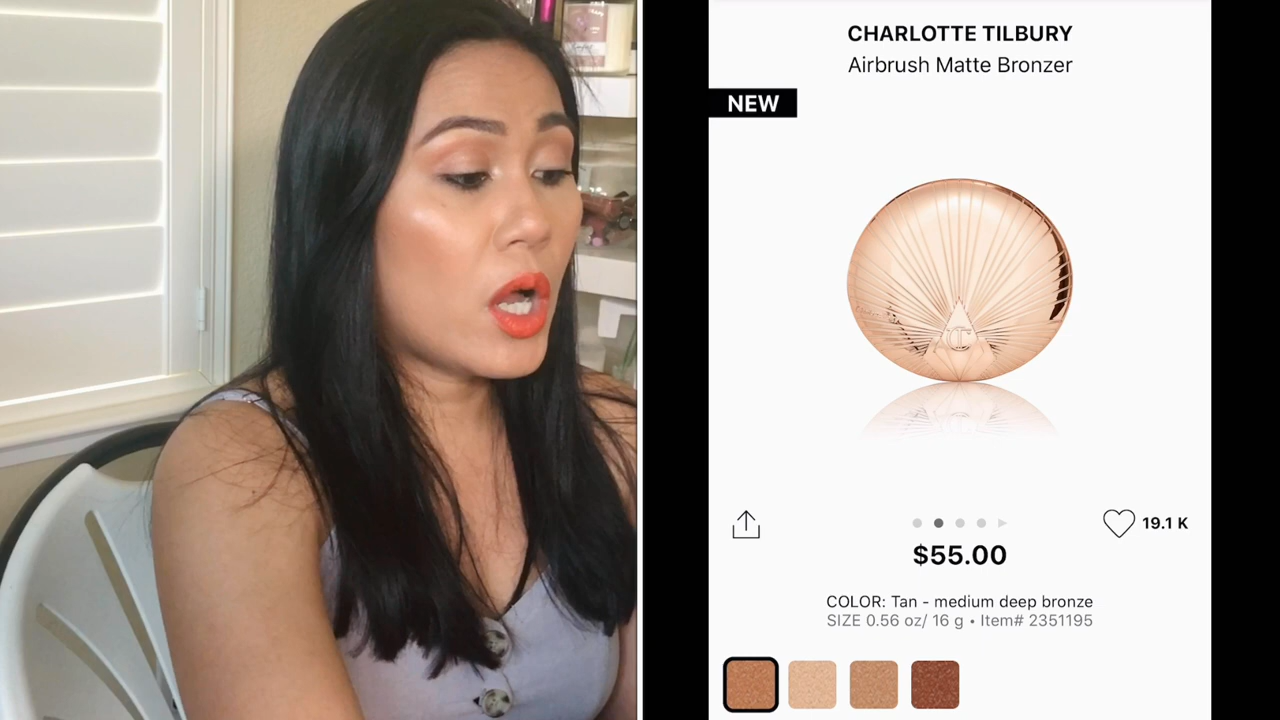 CHARLOTTE TILBURY
Airbrush Matte Bronzer
NEW
19.1 K
$55.00
COLOR: Tan - medium deep bronze
SIZE 0.56 oz/ 16 g • Item# 2351195